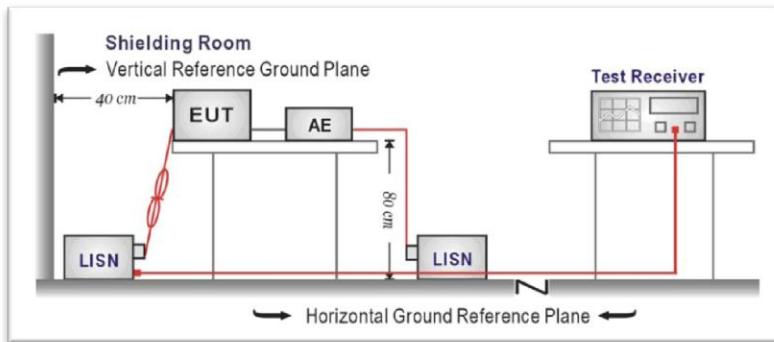 Shielding Room
Vertical Reference Ground Plane
40 cm
EUT
AE
Test Receiver
80 cm
LISN
LISN
Horizontal Ground Reference Plane